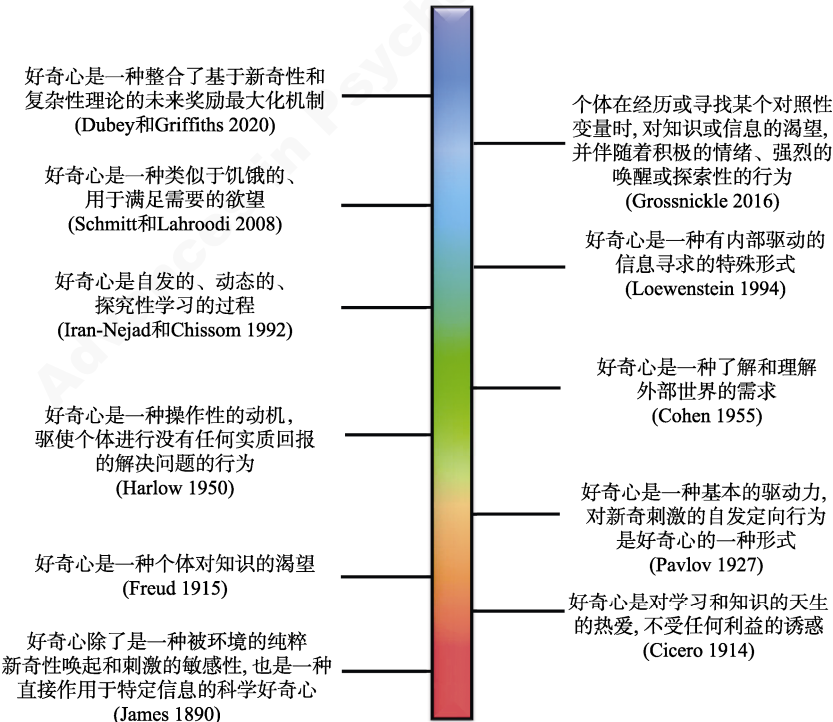 好奇心是一种整合了基于新奇性和
复杂性理论的未来奖励最大化机制
(Dubey和Griffiths 2020)
好奇心是一种类似于饥饿的、
用于满足需要的欲望
(Schmitt和Lahroodi 2008)
好奇心是自发的、动态的、
探究性学习的过程
(Iran-Nejad和Chissom 1992)
好奇心是一种操作性的动机，
驱使个体进行没有任何实质回报
的解决问题的行为
(Harlow 1950)
好奇心是一种个体对知识的渴望
(Freud 1915)
好奇心除了是一种被环境的纯粹
新奇性唤起和刺激的敏感性, 也是一种
直接作用于特定信息的科学好奇心
(James 1890)
个体在经历或寻找某个对照性
变量时, 对知识或信息的渴望,
并伴随着积极的情绪、强烈的
唤醒或探索性的行为
(Grossnickle 2016)
好奇心是一种有内部驱动的
信息寻求的特殊形式
(Loewenstein 1994)
好奇心是一种了解和理解
外部世界的需求
(Cohen 1955)
好奇心是一种基本的驱动力,
对新奇刺激的自发定向行为
是好奇心的一种形式
(Pavlov 1927)
好奇心是对学习和知识的天生
的热爱, 不受任何利益的诱惑
(Cicero 1914)